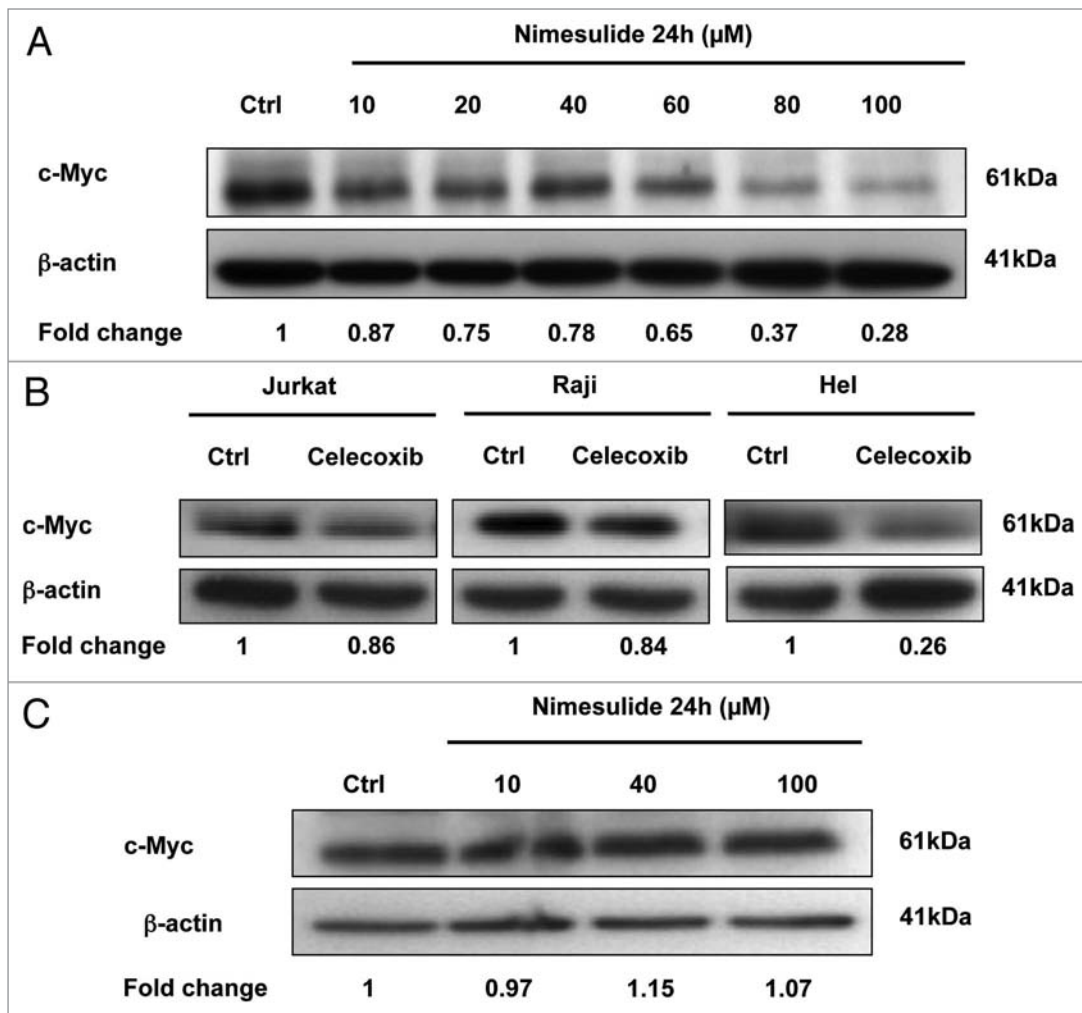 A
Nimesulide 24h (μM)
Ctrl 10 20 40 60 80 100
c-Myc 61kDa
β-actin 41kDa
Fold change 1 0.87 0.75 0.78 0.65 0.37 0.28
B
Jurkat Raji Hel
Ctrl Celecoxib Ctrl Celecoxib Ctrl Celecoxib
c-Myc 61kDa
β-actin 41kDa
Fold change 1 0.86 1 0.84 1 0.26
C
Nimesulide 24h (μM)
Ctrl 10 40 100
c-Myc 61kDa
β-actin 41kDa
Fold change 1 0.97 1.15 1.07